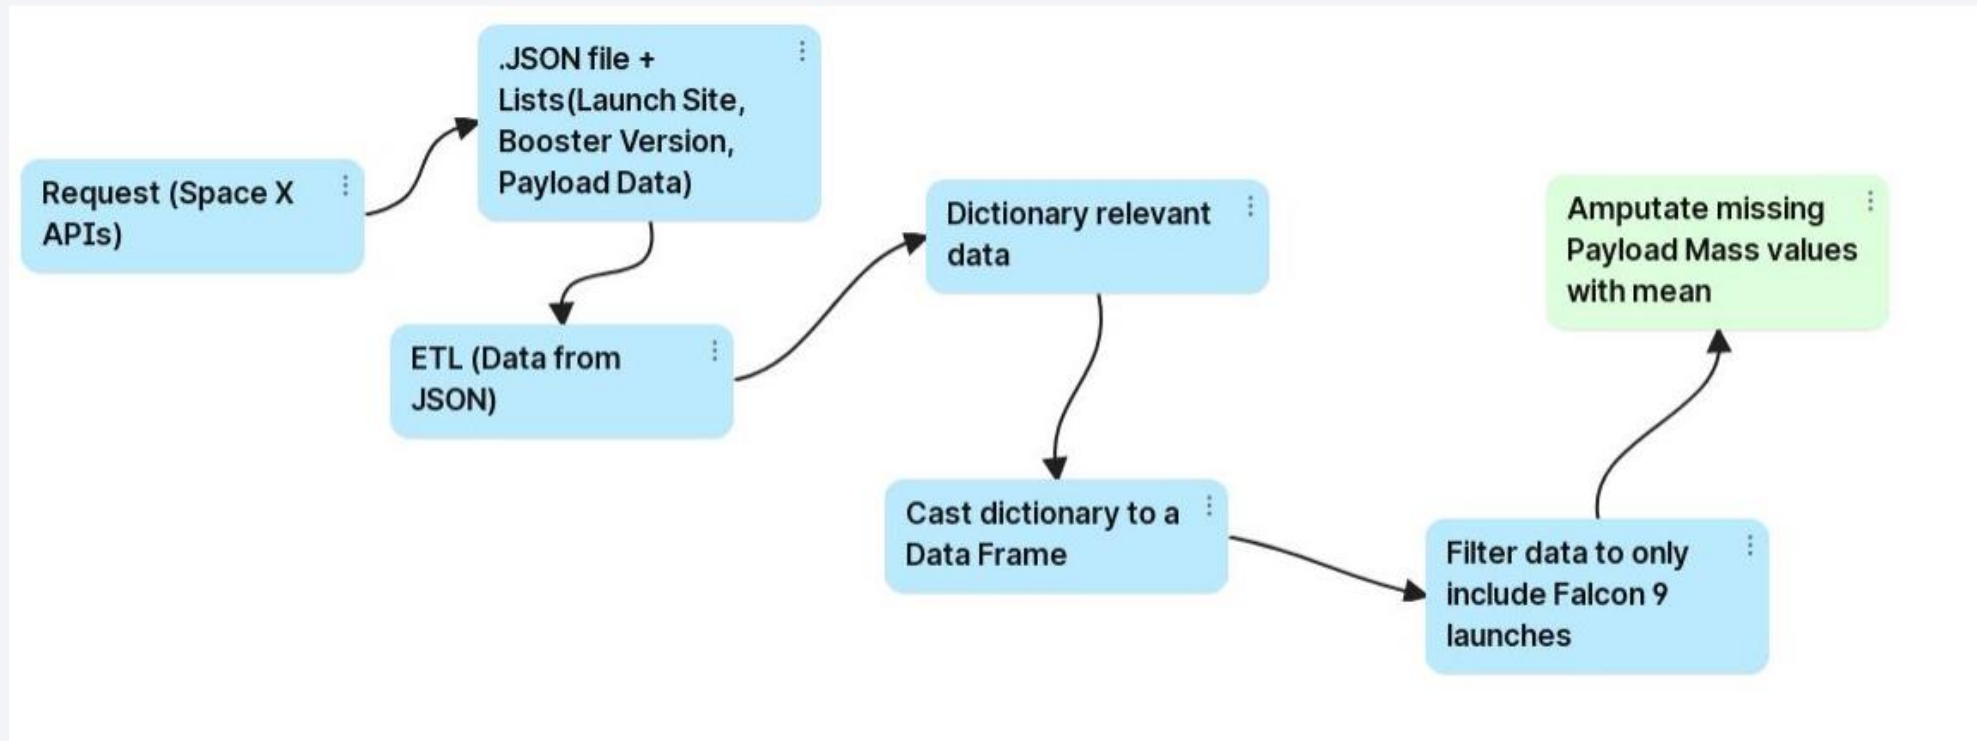 Request (Space X
APIs)
.JSON file +
Lists(Launch Site,
Booster Version,
Payload Data)
ETL (Data from
JSON)
Dictionary relevant
data
Cast dictionary to a
Data Frame
Filter data to only
include Falcon 9
launches
Amputate missing
Payload Mass values
with mean